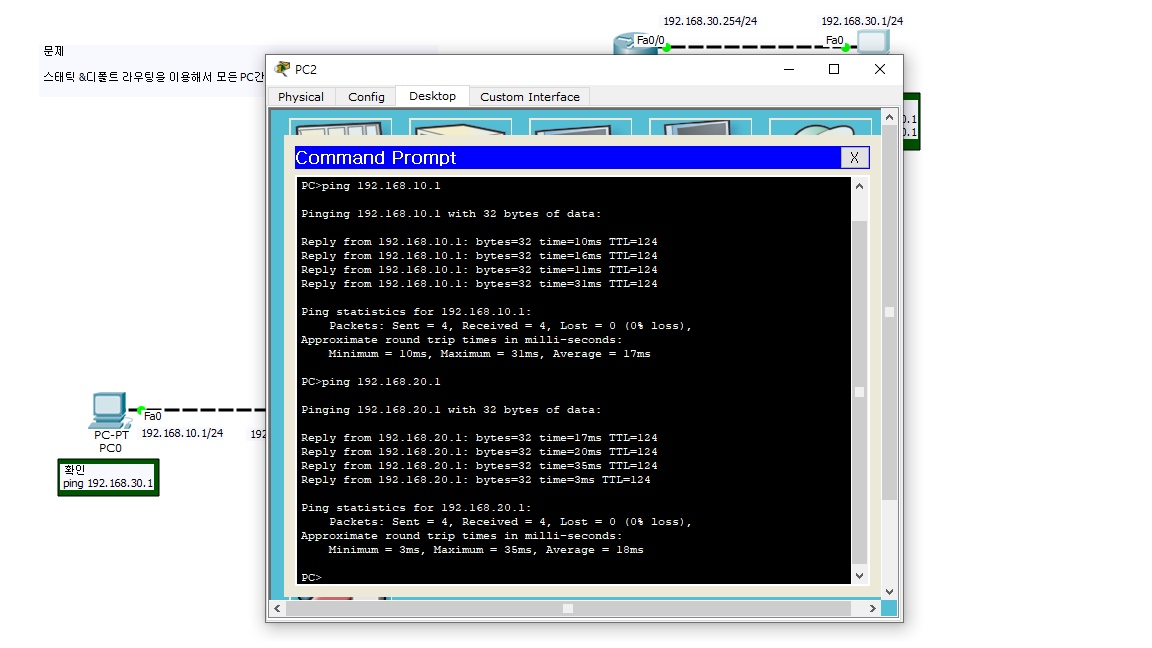 192.168.30.254/24
192.168.30.1/24
Fa0/0
Fa0
문제
스태틱 &디폴트 라우팅을 이용해서 모든 PC간
PC2
Physical
Config
Desktop
Custom Interface
0.1
0.1
Command Prompt
X
PC>ping 192.168.10.1
Pinging 192.168.10.1 with 32 bytes of data:
Reply from 192.168.10.1: bytes=32 time=10ms TTL=124
Reply from 192.168.10.1: bytes=32 time=16ms TTL=124
Reply from 192.168.10.1: bytes=32 time=11ms TTL=124
Reply from 192.168.10.1: bytes=32 time=31ms TTL=124
Ping statistics for 192.168.10.1:
Packets: Sent = 4, Received = 4, Lost = 0 (0% loss),
Approximate round trip times in milli-seconds:
Minimum = 10ms, Maximum = 31ms, Average = 17ms
PC>ping 192.168.20.1
Pinging 192.168.20.1 with 32 bytes of data:
Reply from 192.168.20.1: bytes=32 time=17ms TTL=124
Reply from 192.168.20.1: bytes=32 time=20ms TTL=124
Reply from 192.168.20.1: bytes=32 time=35ms TTL=124
Reply from 192.168.20.1: bytes=32 time=3ms TTL=124
Ping statistics for 192.168.20.1:
Packets: Sent = 4, Received = 4, Lost = 0 (0% loss),
Approximate round trip times in milli-seconds:
Minimum = 3ms, Maximum = 35ms, Average = 18ms
PC>
Fa0
192.168.10.1/24
192
PC-PT
PC0
확인
ping 192.168.30.1